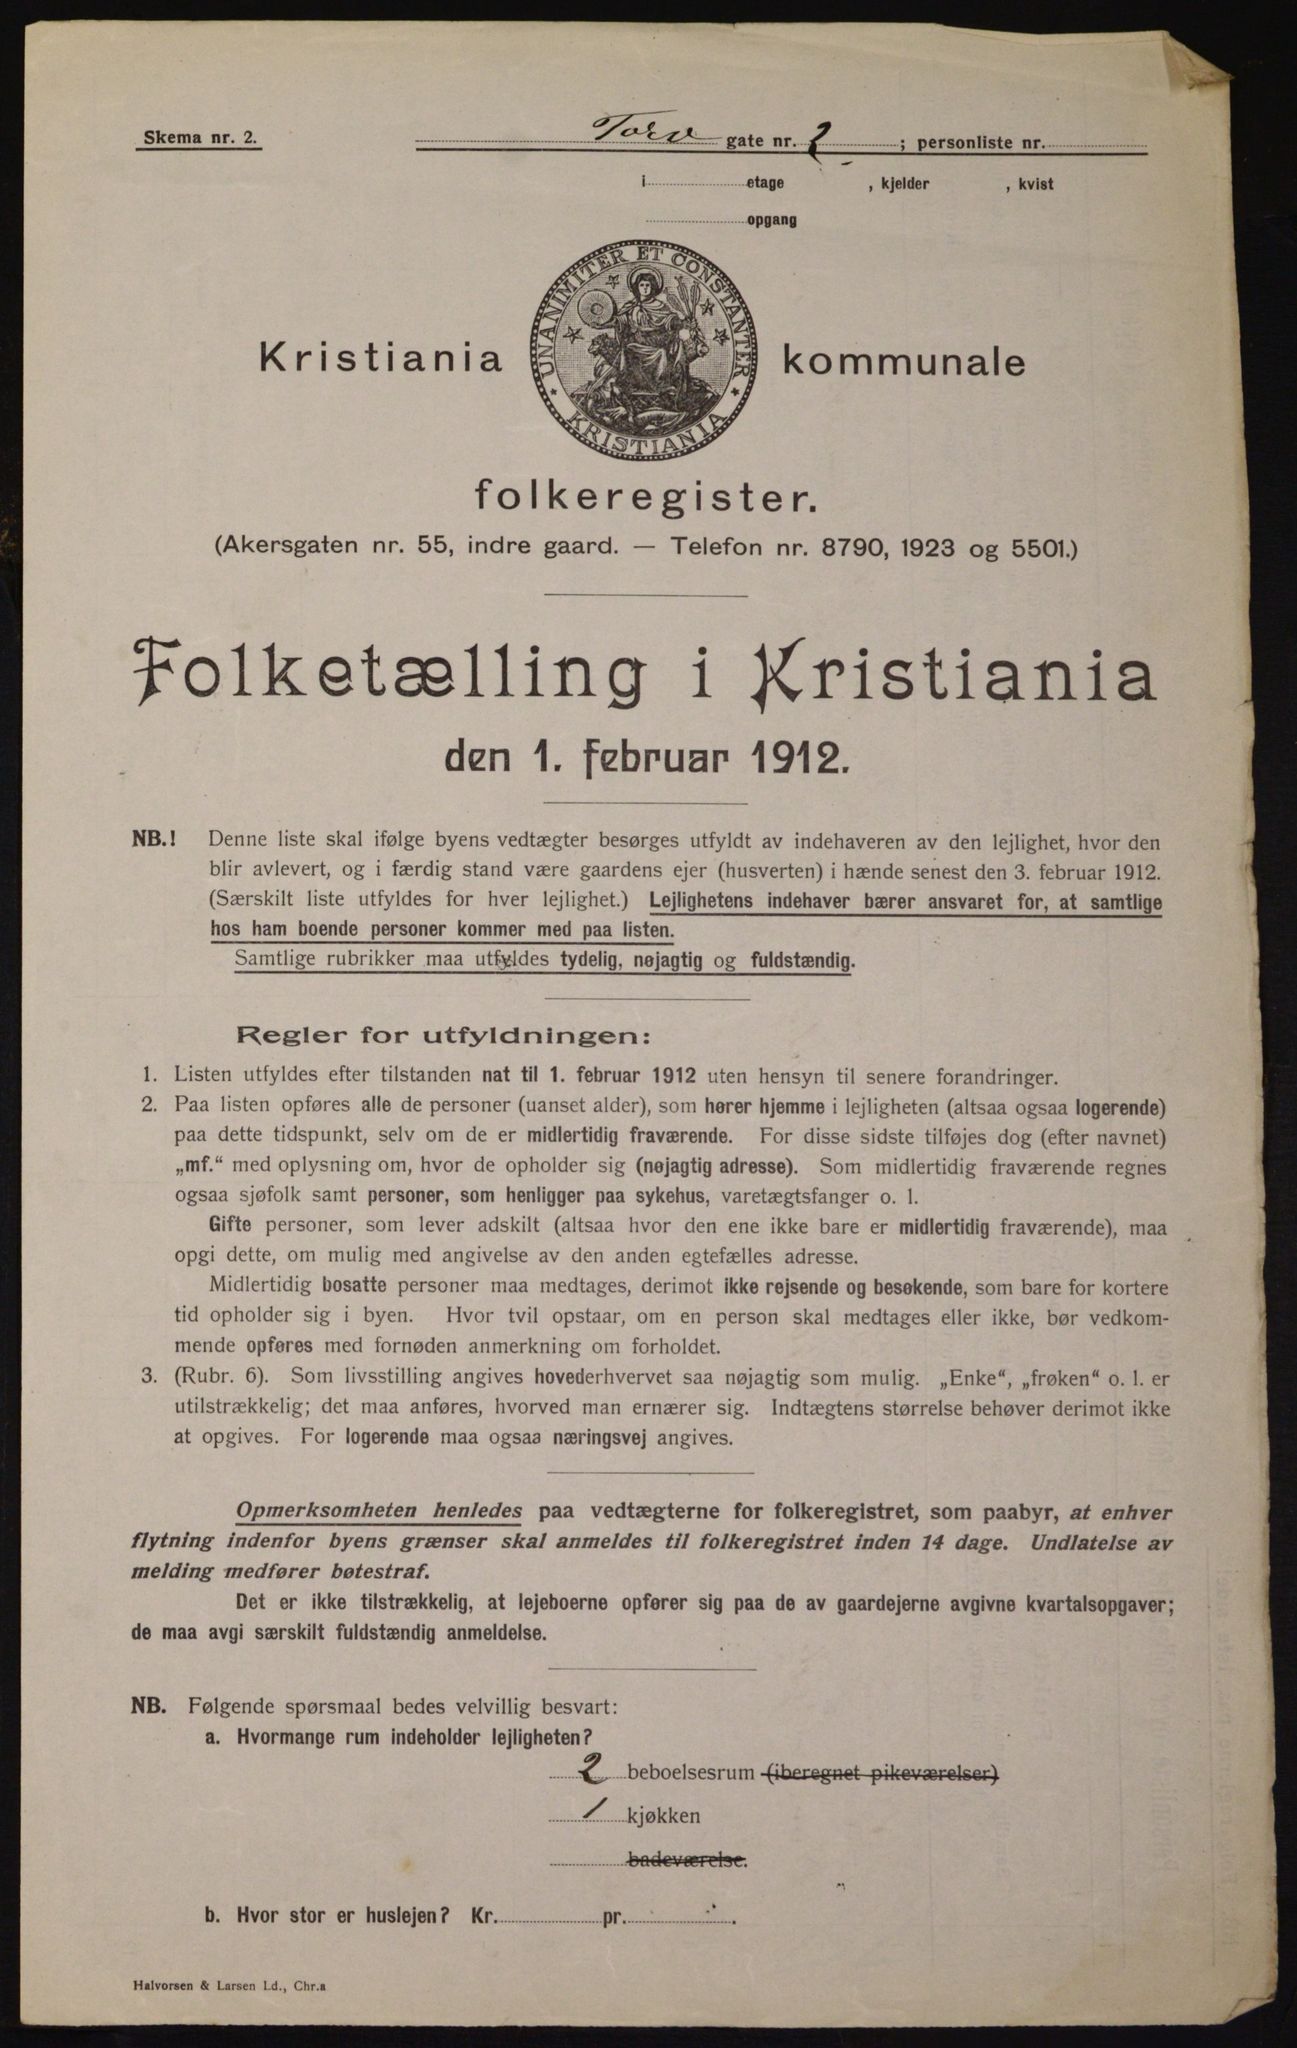 Skema nr. 2.
Torv gate nr. 2 ; personliste nr.
i etage , kjelder , kvist
opgang
UNANIMITER ET CONSTANTER
KRISTIANIA
Kristiania kommunale
folkeregister.
(Akersgaten nr. 55, indre gaard. — Telefon nr. 8790, 1923 og 5501.)
Folketælling i Kristiania
den 1. februar 1912.
NB.! Denne liste skal ifølge byens vedtægter besørges utfyldt av indehaveren av den lejlighet, hvor den
blir avlevert, og i færdig stand være gaardens ejer (husverten) i hænde senest den 3. februar 1912.
(Særskilt liste utfyldes for hver lejlighet.) Lejlighetens indehaver bærer ansvaret for, at samtlige
hos ham boende personer kommer med paa listen.
Samtlige rubrikker maa utfyldes tydelig, nøjagtig og fuldstændig.
Regler for utfyldningen:
1. Listen utfyldes efter tilstanden nat til 1. februar 1912 uten hensyn til senere forandringer.
2. Paa listen opføres alle de personer (uanset alder), som hører hjemme i lejligheten (altsaa ogsaa logerende)
paa dette tidspunkt, selv om de er midlertidig fraværende. For disse sidste tilføjes dog (efter navnet)
„mf.“ med oplysning om, hvor de opholder sig (nøjagtig adresse). Som midlertidig fraværende regnes
ogsaa sjøfolk samt personer, som henligger paa sykehus, varetægtsfanger o. l.
Gifte personer, som lever adskilt (altsaa hvor den ene ikke bare er midlertidig fraværende), maa
opgi dette, om mulig med angivelse av den anden egtefælles adresse.
Midlertidig bosatte personer maa medtages, derimot ikke rejsende og besøkende, som bare for kortere
tid opholder sig i byen. Hvor tvil opstaar, om en person skal medtages eller ikke, bør vedkom-
mende opføres med fornøden anmerkning om forholdet.
3. (Rubr. 6). Som livsstilling angives hovederhvervet saa nøjagtig som mulig. „Enke“, „frøken“ o. l. er
utilstrækkelig; det maa anføres, hvorved man ernærer sig. Indtægtens størrelse behøver derimot ikke
at opgives. For logerende maa ogsaa næringsvej angives.
Opmerksomheten henledes paa vedtægterne for folkeregistret, som paabyr, at enhver
flytning indenfor byens grænser skal anmeldes til folkeregistret inden 14 dage. Undlatelse av
melding medfører bøtestraf.
Det er ikke tilstrækkelig, at lejeboerne opfører sig paa de av gaardejerne avgivne kvartalsopgaver;
de maa avgi særskilt fuldstændig anmeldelse.
NB. Følgende spørsmaal bedes velvillig besvart:
a. Hvormange rum indeholder lejligheten?
2 beboelsesrum (iberegnet pikeværelser)
1 kjøkken
badeværelse.
b. Hvor stor er huslejen? Kr. pr. .
Halvorsen & Larsen Ld., Chr.a